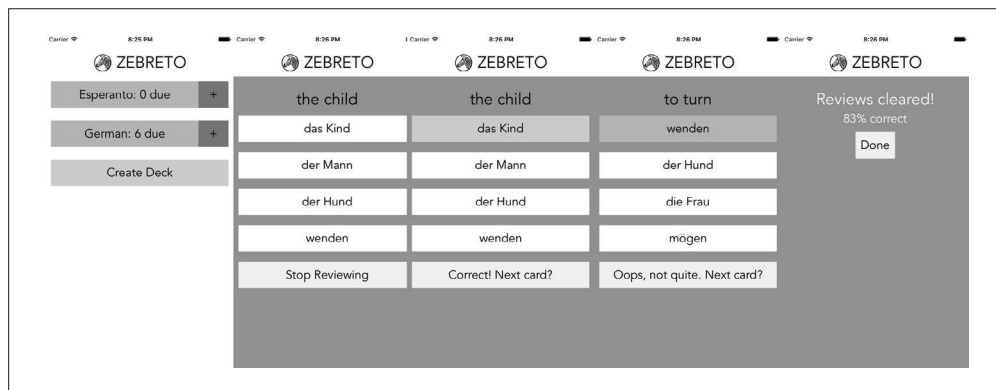 Carrier 8:25 PM
ZEBRETO
Esperanto: 0 due +
German: 6 due +
Create Deck
Carrier 8:26 PM
ZEBRETO
the child
das Kind
der Mann
der Hund
wenden
Stop Reviewing
Carrier 8:26 PM
ZEBRETO
the child
das Kind
der Mann
der Hund
wenden
Correct! Next card?
Carrier 8:26 PM
ZEBRETO
to turn
wenden
der Hund
die Frau
mögen
Oops, not quite. Next card?
Carrier 8:26 PM
ZEBRETO
Reviews cleared!
83% correct
Done